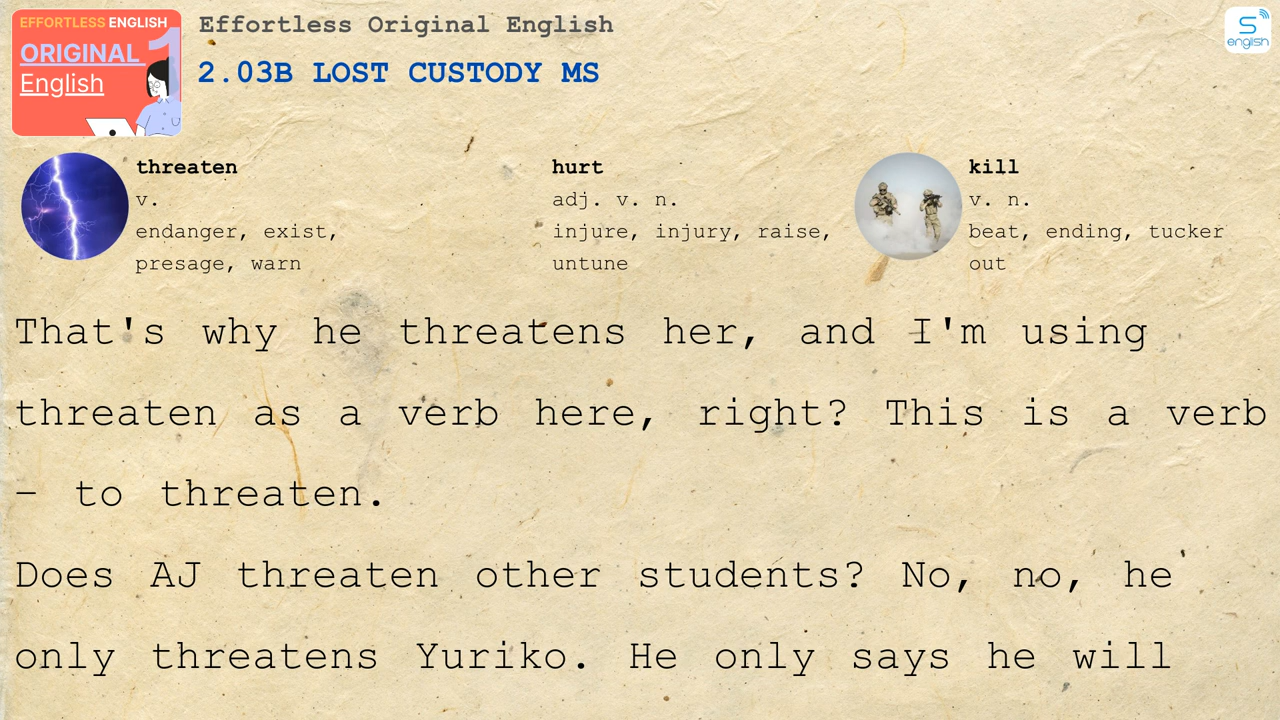 EFFORTLESS ENGLISH
ORIGINAL 1
English
Effortless Original English
2.03B LOST CUSTODY MS
S
english
threaten
v.
endanger, exist,
presage, warn
hurt
adj. v. n.
injure, injury, raise,
untune
kill
v. n.
beat, ending, tucker
out
That's why he threatens her, and I'm using
threaten as a verb here, right? This is a verb
– to threaten.
Does AJ threaten other students? No, no, he
only threatens Yuriko. He only says he will